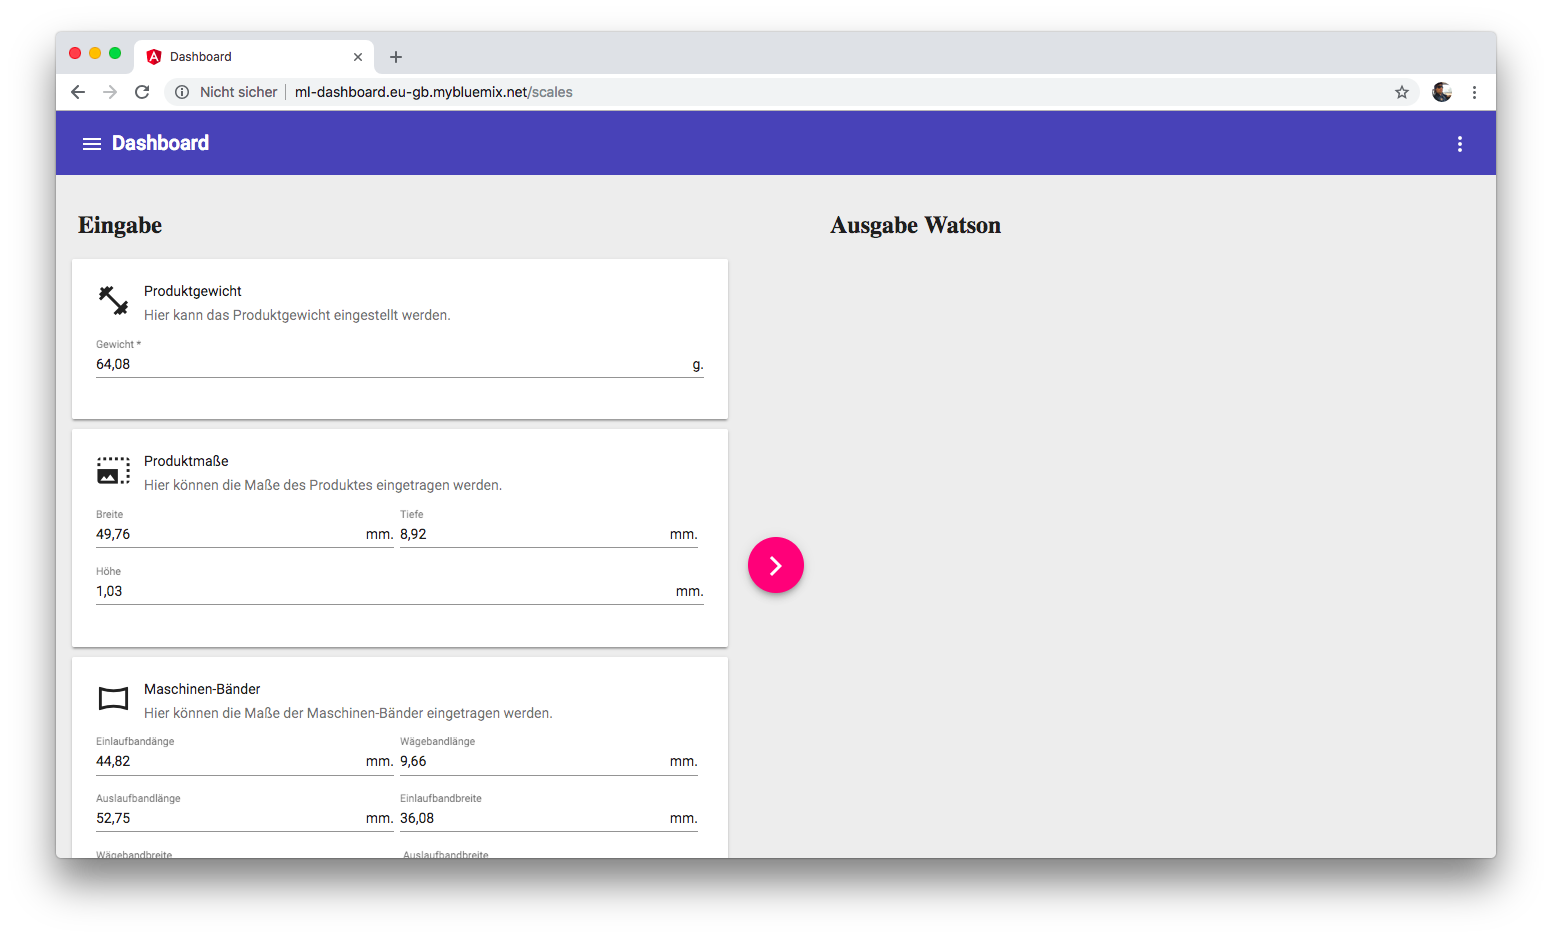 Dashboard
Nicht sicher ml-dashboard.eu-gb.mybluemix.net/scales
Dashboard
Eingabe
Ausgabe Watson
Produktgewicht
Hier kann das Produktgewicht eingestellt werden.
Gewicht *
64,08 g.
Produktmaße
Hier können die Maße des Produktes eingetragen werden.
Breite Tiefe
49,76 mm. 8,92 mm.
Höhe
1,03 mm.
Maschinen-Bänder
Hier können die Maße der Maschinen-Bänder eingetragen werden.
Einlaufbandänge Wägebandlänge
44,82 mm. 9,66 mm.
Auslaufbandlänge Einlaufbandbreite
52,75 mm. 36,08 mm.
Wägebandbreite Auslaufbandbreite